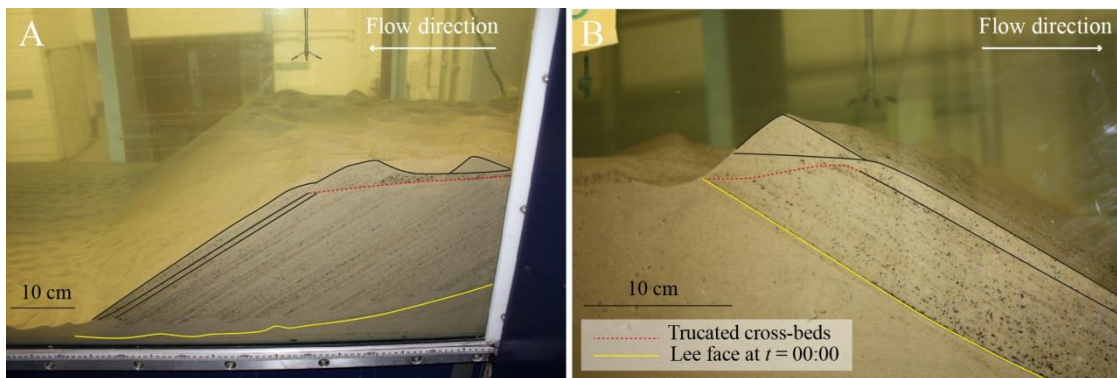 A
Flow direction
10 cm
B
Flow direction
10 cm
Trucated cross-beds
Lee face at t = 00:00